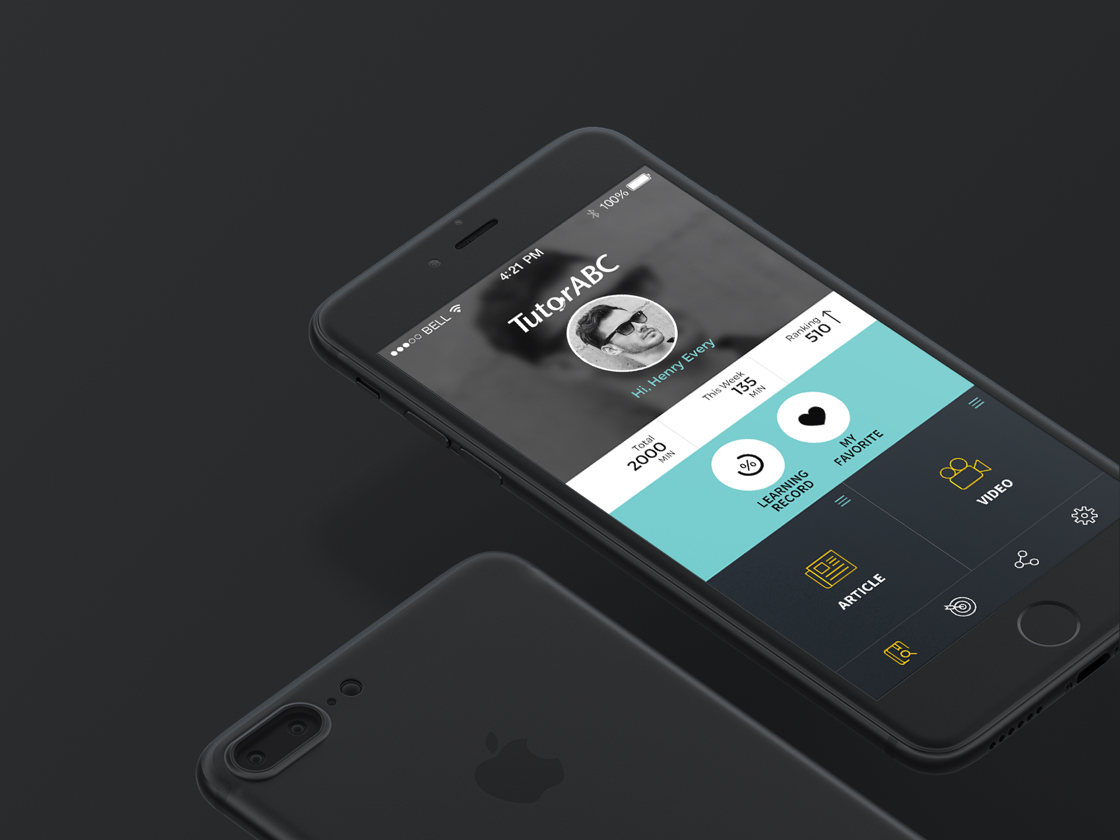 BELL
4:21 PM
100%
TutorABC
Hi, Henry Every
Total
2000
MIN
This Week
135
MIN
Ranking
510
%
LEARNING
RECORD
MY
FAVORITE
ARTICLE
VIDEO